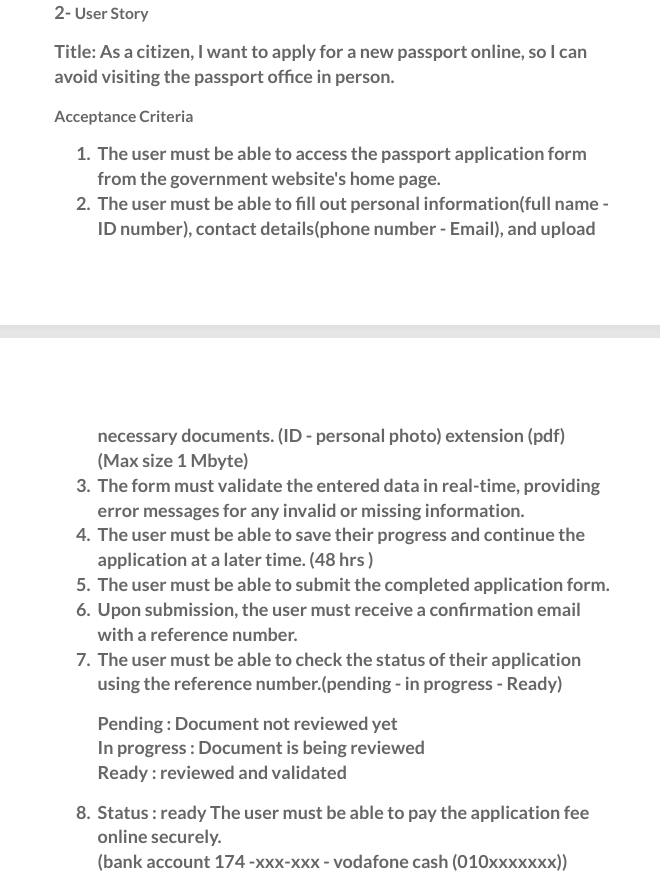 2- User Story
Title: As a citizen, I want to apply for a new passport online, so I can
avoid visiting the passport office in person.
Acceptance Criteria
1. The user must be able to access the passport application form
from the government website's home page.
2. The user must be able to fill out personal information(full name -
ID number), contact details(phone number - Email), and upload
necessary documents. (ID - personal photo) extension (pdf)
(Max size 1 Mbyte)
3. The form must validate the entered data in real-time, providing
error messages for any invalid or missing information.
4. The user must be able to save their progress and continue the
application at a later time. (48 hrs )
5. The user must be able to submit the completed application form.
6. Upon submission, the user must receive a confirmation email
with a reference number.
7. The user must be able to check the status of their application
using the reference number.(pending - in progress - Ready)
Pending : Document not reviewed yet
In progress : Document is being reviewed
Ready : reviewed and validated
8. Status : ready The user must be able to pay the application fee
online securely.
(bank account 174 -xxx-xxx - vodafone cash (010xxxxxxx))